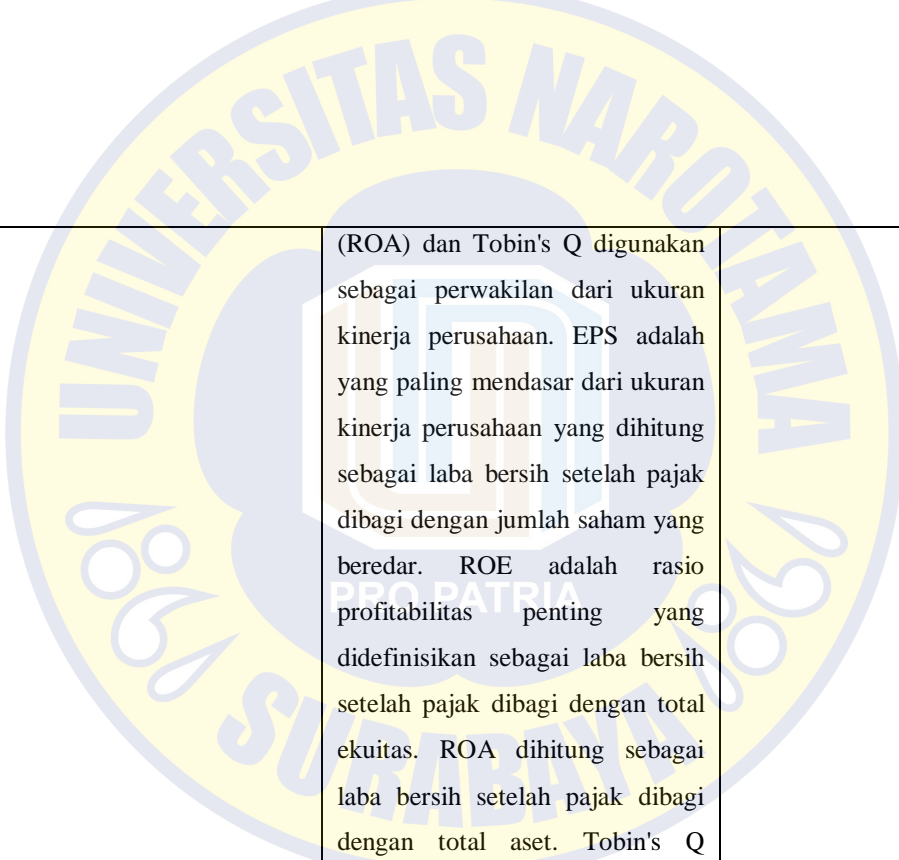 UNIVERSITAS NAROTAMA
(ROA) dan Tobin's Q digunakan
sebagai perwakilan dari ukuran
kinerja perusahaan. EPS adalah
yang paling mendasar dari ukuran
kinerja perusahaan yang dihitung
sebagai laba bersih setelah pajak
dibagi dengan jumlah saham yang
beredar. ROE adalah rasio
PRO PATRIA
profitabilitas penting yang
didefinisikan sebagai laba bersih
setelah pajak dibagi dengan total
ekuitas. ROA dihitung sebagai
laba bersih setelah pajak dibagi
dengan total aset. Tobin's Q
SURABAYA